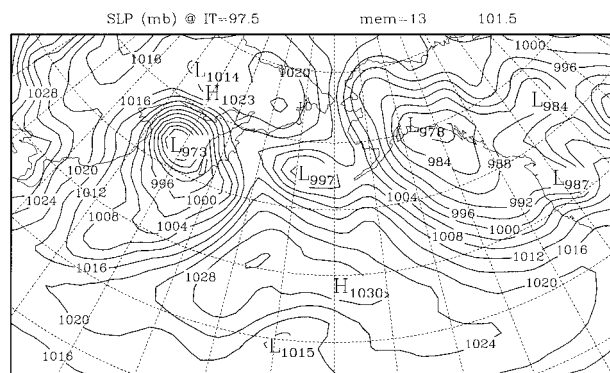 SLP (mb) @ IT=97.5 mem=13 101.5
1016 L1014 1020 1000
1028 996
1016 H1023 L984
L978
L973
1020 984 988
996 L997 L987
1012
1024 1000 1004 992
1008 996
1004 1008 1000
1016 1012 1016
1028 1020
H1030
1020
1016 L1015 1024